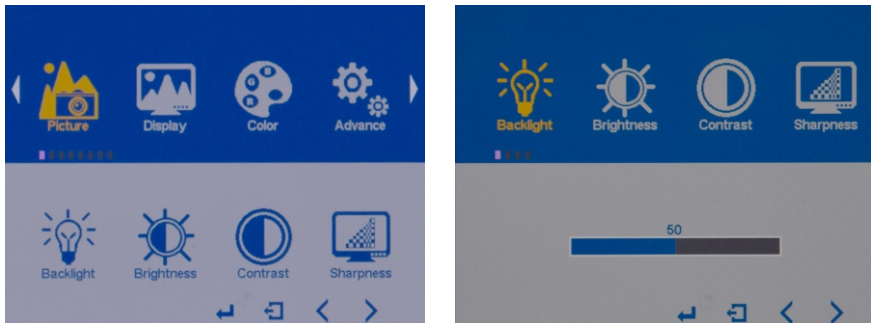 Picture Display Color Advance
Backlight Brightness Contrast Sharpness
Backlight Brightness Contrast Sharpness
50